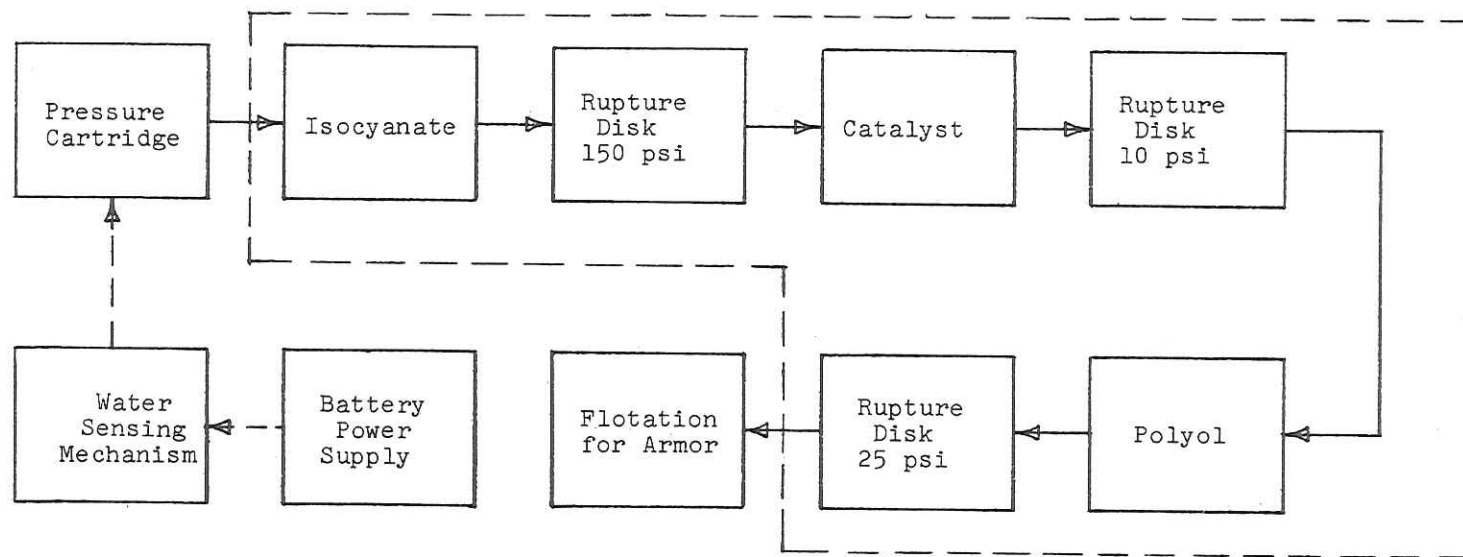 Pressure
Cartridge
Isocyanate
Rupture
Disk
150 psi
Catalyst
Rupture
Disk
10 psi
Water
Sensing
Mechanism
Battery
Power
Supply
Flotation
for Armor
Rupture
Disk
25 psi
Polyol